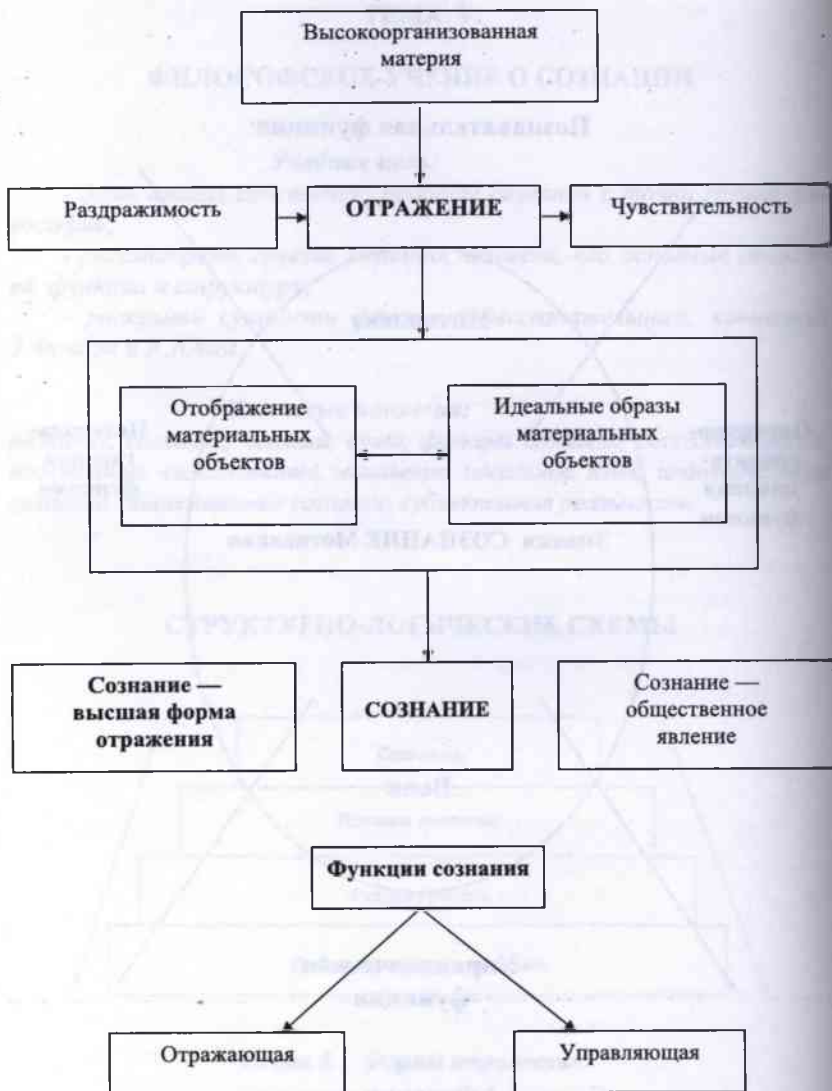 Высокоорганизованная
материя
Раздражимость
ОТРАЖЕНИЕ
Чувствительность
Отображение
материальных
объектов
Идеальные образы
материальных
объектов
Сознание —
высшая форма
отражения
СОЗНАНИЕ
Сознание —
общественное
явление
Функции сознания
Отражающая
Управляющая